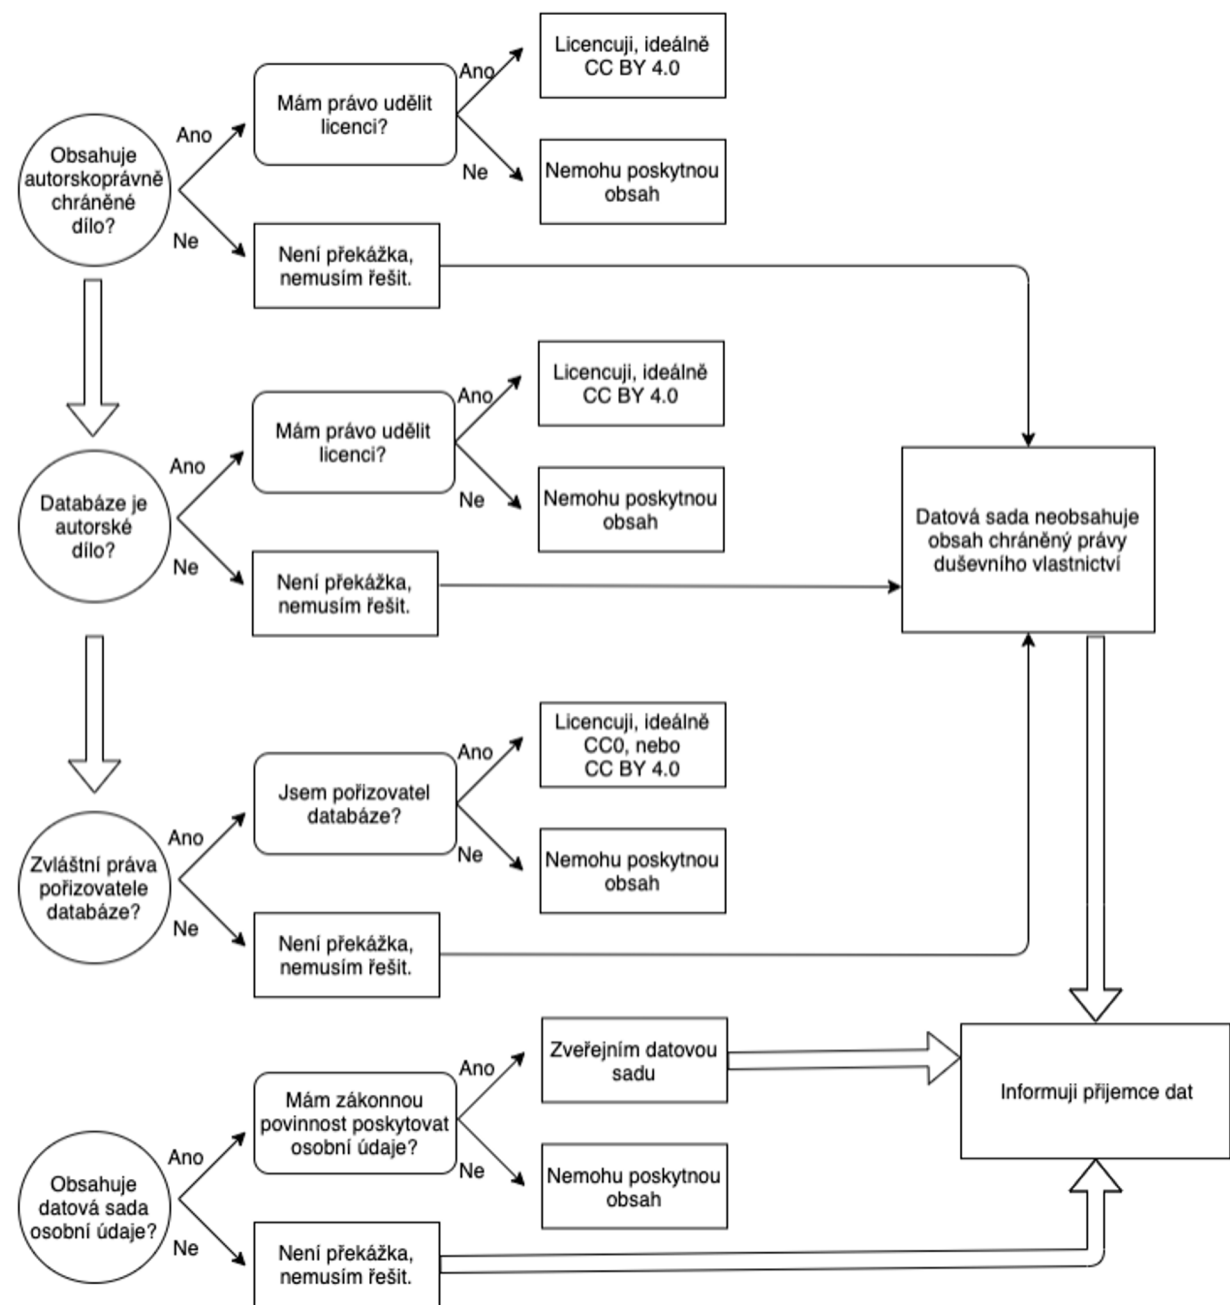 Obsahuje
autorskoprávně
chráněné
dílo?
Ano
Ne
Mám právo udělit
licenci?
Ano
Ne
Licencuji, ideálně
CC BY 4.0
Nemohu poskytnou
obsah
Není překážka,
nemusím řešit.
Databáze je
autorské
dílo?
Ano
Ne
Mám právo udělit
licenci?
Ano
Ne
Licencuji, ideálně
CC BY 4.0
Nemohu poskytnou
obsah
Není překážka,
nemusím řešit.
Datová sada neobsahuje
obsah chráněný právy
duševního vlastnictví
Zvláštní práva
pořizovatele
databáze?
Ano
Ne
Jsem pořizovatel
databáze?
Ano
Ne
Licencuji, ideálně
CC0, nebo
CC BY 4.0
Nemohu poskytnou
obsah
Není překážka,
nemusím řešit.
Obsahuje
datová sada
osobní údaje?
Ano
Ne
Mám zákonnou
povinnost poskytovat
osobní údaje?
Ano
Ne
Zveřejním datovou
sadu
Nemohu poskytnou
obsah
Není překážka,
nemusím řešit.
Informuji přijemce dat